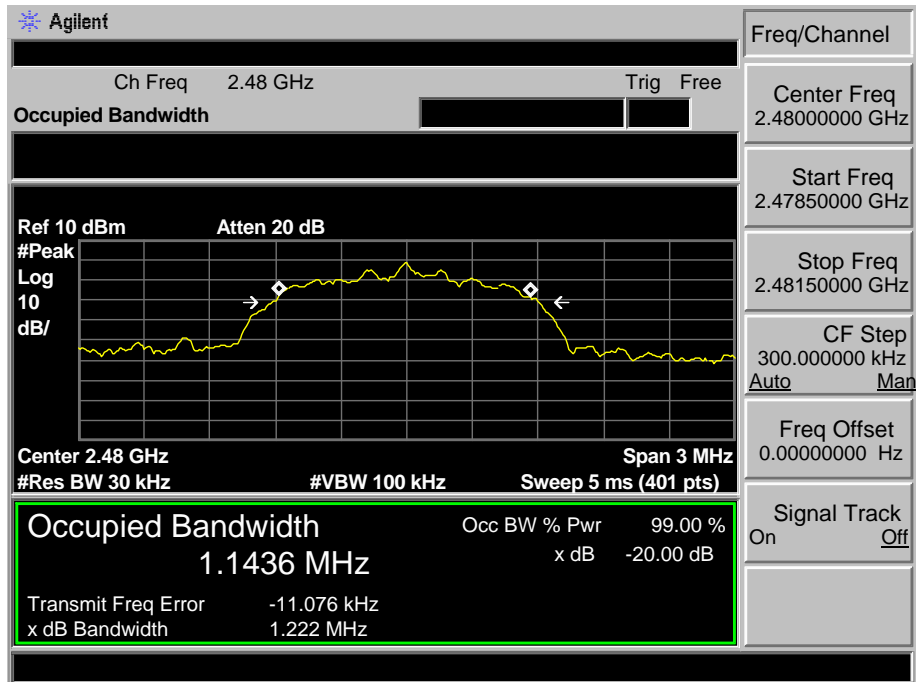 Agilent
Freq/Channel
Ch Freq 2.48 GHz Trig Free
Occupied Bandwidth
Center Freq
2.48000000 GHz
Start Freq
2.47850000 GHz
Stop Freq
2.48150000 GHz
CF Step
300.000000 kHz
Auto Man
Freq Offset
0.00000000 Hz
Signal Track
On Off
Ref 10 dBm Atten 20 dB
#Peak
Log
10
dB/
Center 2.48 GHz Span 3 MHz
#Res BW 30 kHz #VBW 100 kHz Sweep 5 ms (401 pts)
Occupied Bandwidth
1.1436 MHz
Occ BW % Pwr 99.00 %
x dB -20.00 dB
Transmit Freq Error -11.076 kHz
x dB Bandwidth 1.222 MHz